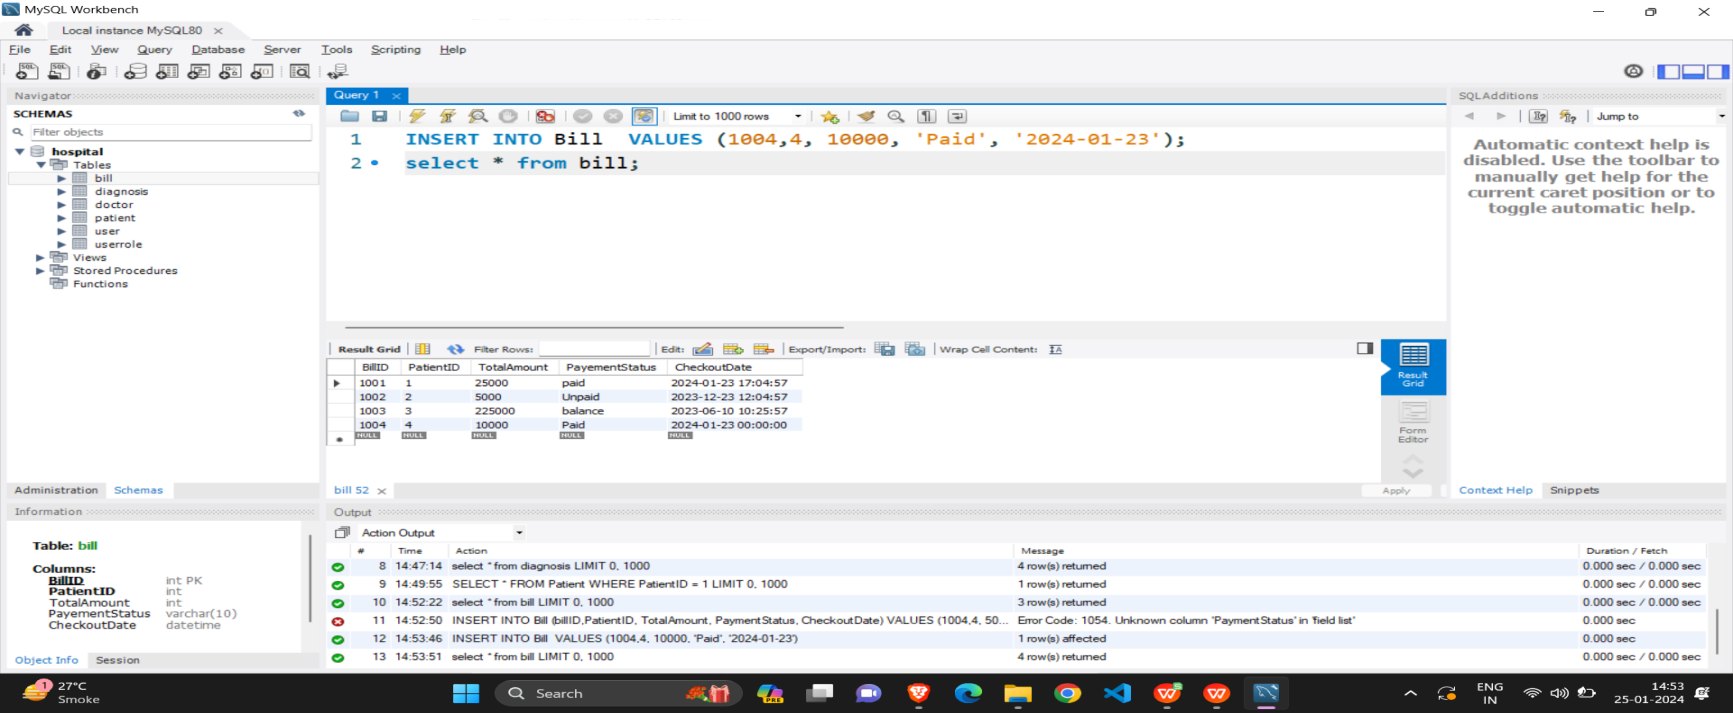 MySQL Workbench
Local instance MySQL80
File Edit View Query Database Server Tools Scripting Help
Navigator
SCHEMAS
Filter objects
hospital
Tables
bill
diagnosis
doctor
patient
user
userrole
Views
Stored Procedures
Functions
Administration Schemas
Information
Table: bill
Columns:
BillID int PK
PatientID int
TotalAmount int
PayementStatus varchar(10)
CheckoutDate datetime
Object Info Session
Query 1
Limit to 1000 rows
1 INSERT INTO Bill  VALUES (1004,4, 10000, 'Paid', '2024-01-23');
2 select * from bill;
Result Grid Filter Rows: Edit: Export/Import: Wrap Cell Content:
BillID PatientID TotalAmount PayementStatus CheckoutDate
1001 1 25000 paid 2024-01-23 17:04:57
1002 2 5000 Unpaid 2023-12-23 12:04:57
1003 3 225000 balance 2023-06-10 10:25:57
1004 4 10000 Paid 2024-01-23 00:00:00
NULL NULL NULL NULL NULL
Result
Grid
Form
Editor
bill 52
Apply
Output
Action Output
# Time Action Message Duration / Fetch
8 14:47:14 select * from diagnosis LIMIT 0, 1000 4 row(s) returned 0.000 sec / 0.000 sec
9 14:49:55 SELECT * FROM Patient WHERE PatientID = 1 LIMIT 0, 1000 1 row(s) returned 0.000 sec / 0.000 sec
10 14:52:22 select * from bill LIMIT 0, 1000 3 row(s) returned 0.000 sec / 0.000 sec
11 14:52:50 INSERT INTO Bill (billID,PatientID, TotalAmount, PaymentStatus, CheckoutDate) VALUES (1004,4, 50... Error Code: 1054. Unknown column 'PaymentStatus' in 'field list' 0.000 sec
12 14:53:46 INSERT INTO Bill  VALUES (1004,4, 10000, 'Paid', '2024-01-23') 1 row(s) affected 0.000 sec
13 14:53:51 select * from bill LIMIT 0, 1000 4 row(s) returned 0.000 sec / 0.000 sec
SQLAdditions
Jump to
Automatic context help is
disabled. Use the toolbar to
manually get help for the
current caret position or to
toggle automatic help.
Context Help Snippets
1
27°C
Smoke
Search
PRE
ENG
IN
14:53
25-01-2024